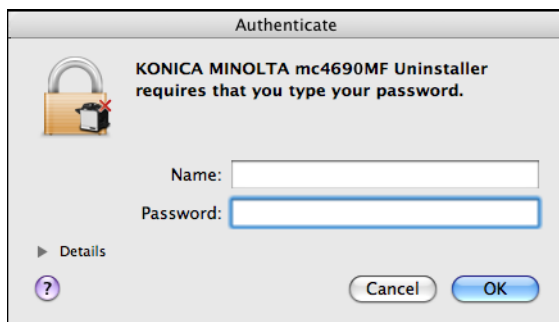 Authenticate
KONICA MINOLTA mc4690MF Uninstaller
requires that you type your password.
Name:
Password:
Details
?
Cancel
OK